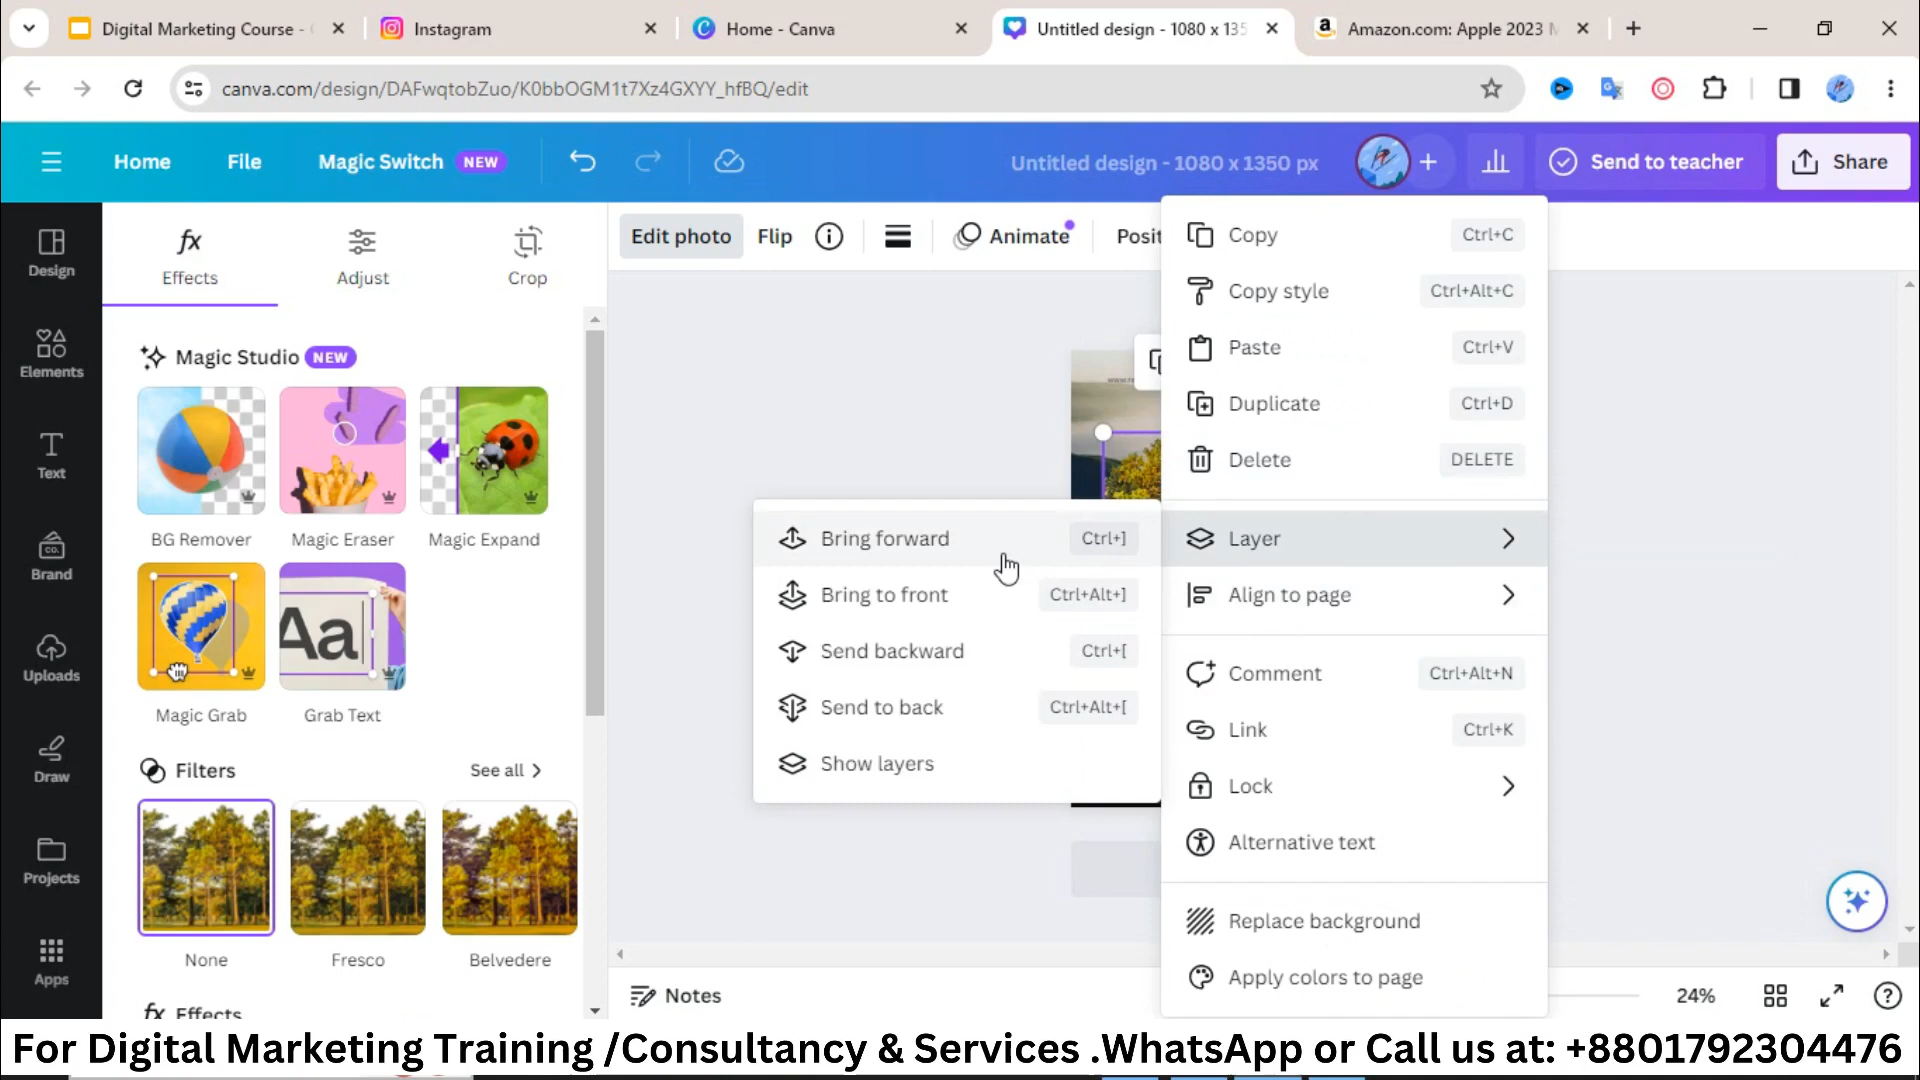 Digital Marketing Course -
Instagram
Home - Canva
Untitled design - 1080 x 135
Amazon.com: Apple 2023 M
canva.com/design/DAFwqtobZuo/K0bbOGM1t7Xz4GXYY_hfBQ/edit
Home
File
Magic Switch NEW
Untitled design - 1080 x 1350 px
Send to teacher
Share
Design
Elements
Text
Brand
Uploads
Draw
Projects
Apps
Effects
Adjust
Crop
Magic Studio NEW
BG Remover
Magic Eraser
Magic Expand
Aa
Magic Grab
Grab Text
Filters
See all
None
Fresco
Belvedere
fx Effects
Edit photo
Flip
Animate
Posit
Copy Ctrl+C
Copy style Ctrl+Alt+C
Paste Ctrl+V
Duplicate Ctrl+D
Delete DELETE
Layer
Align to page
Comment Ctrl+Alt+N
Link Ctrl+K
Lock
Alternative text
Replace background
Apply colors to page
Bring forward Ctrl+]
Bring to front Ctrl+Alt+]
Send backward Ctrl+[
Send to back Ctrl+Alt+[
Show layers
Notes
24%
For Digital Marketing Training /Consultancy & Services .WhatsApp or Call us at: +8801792304476